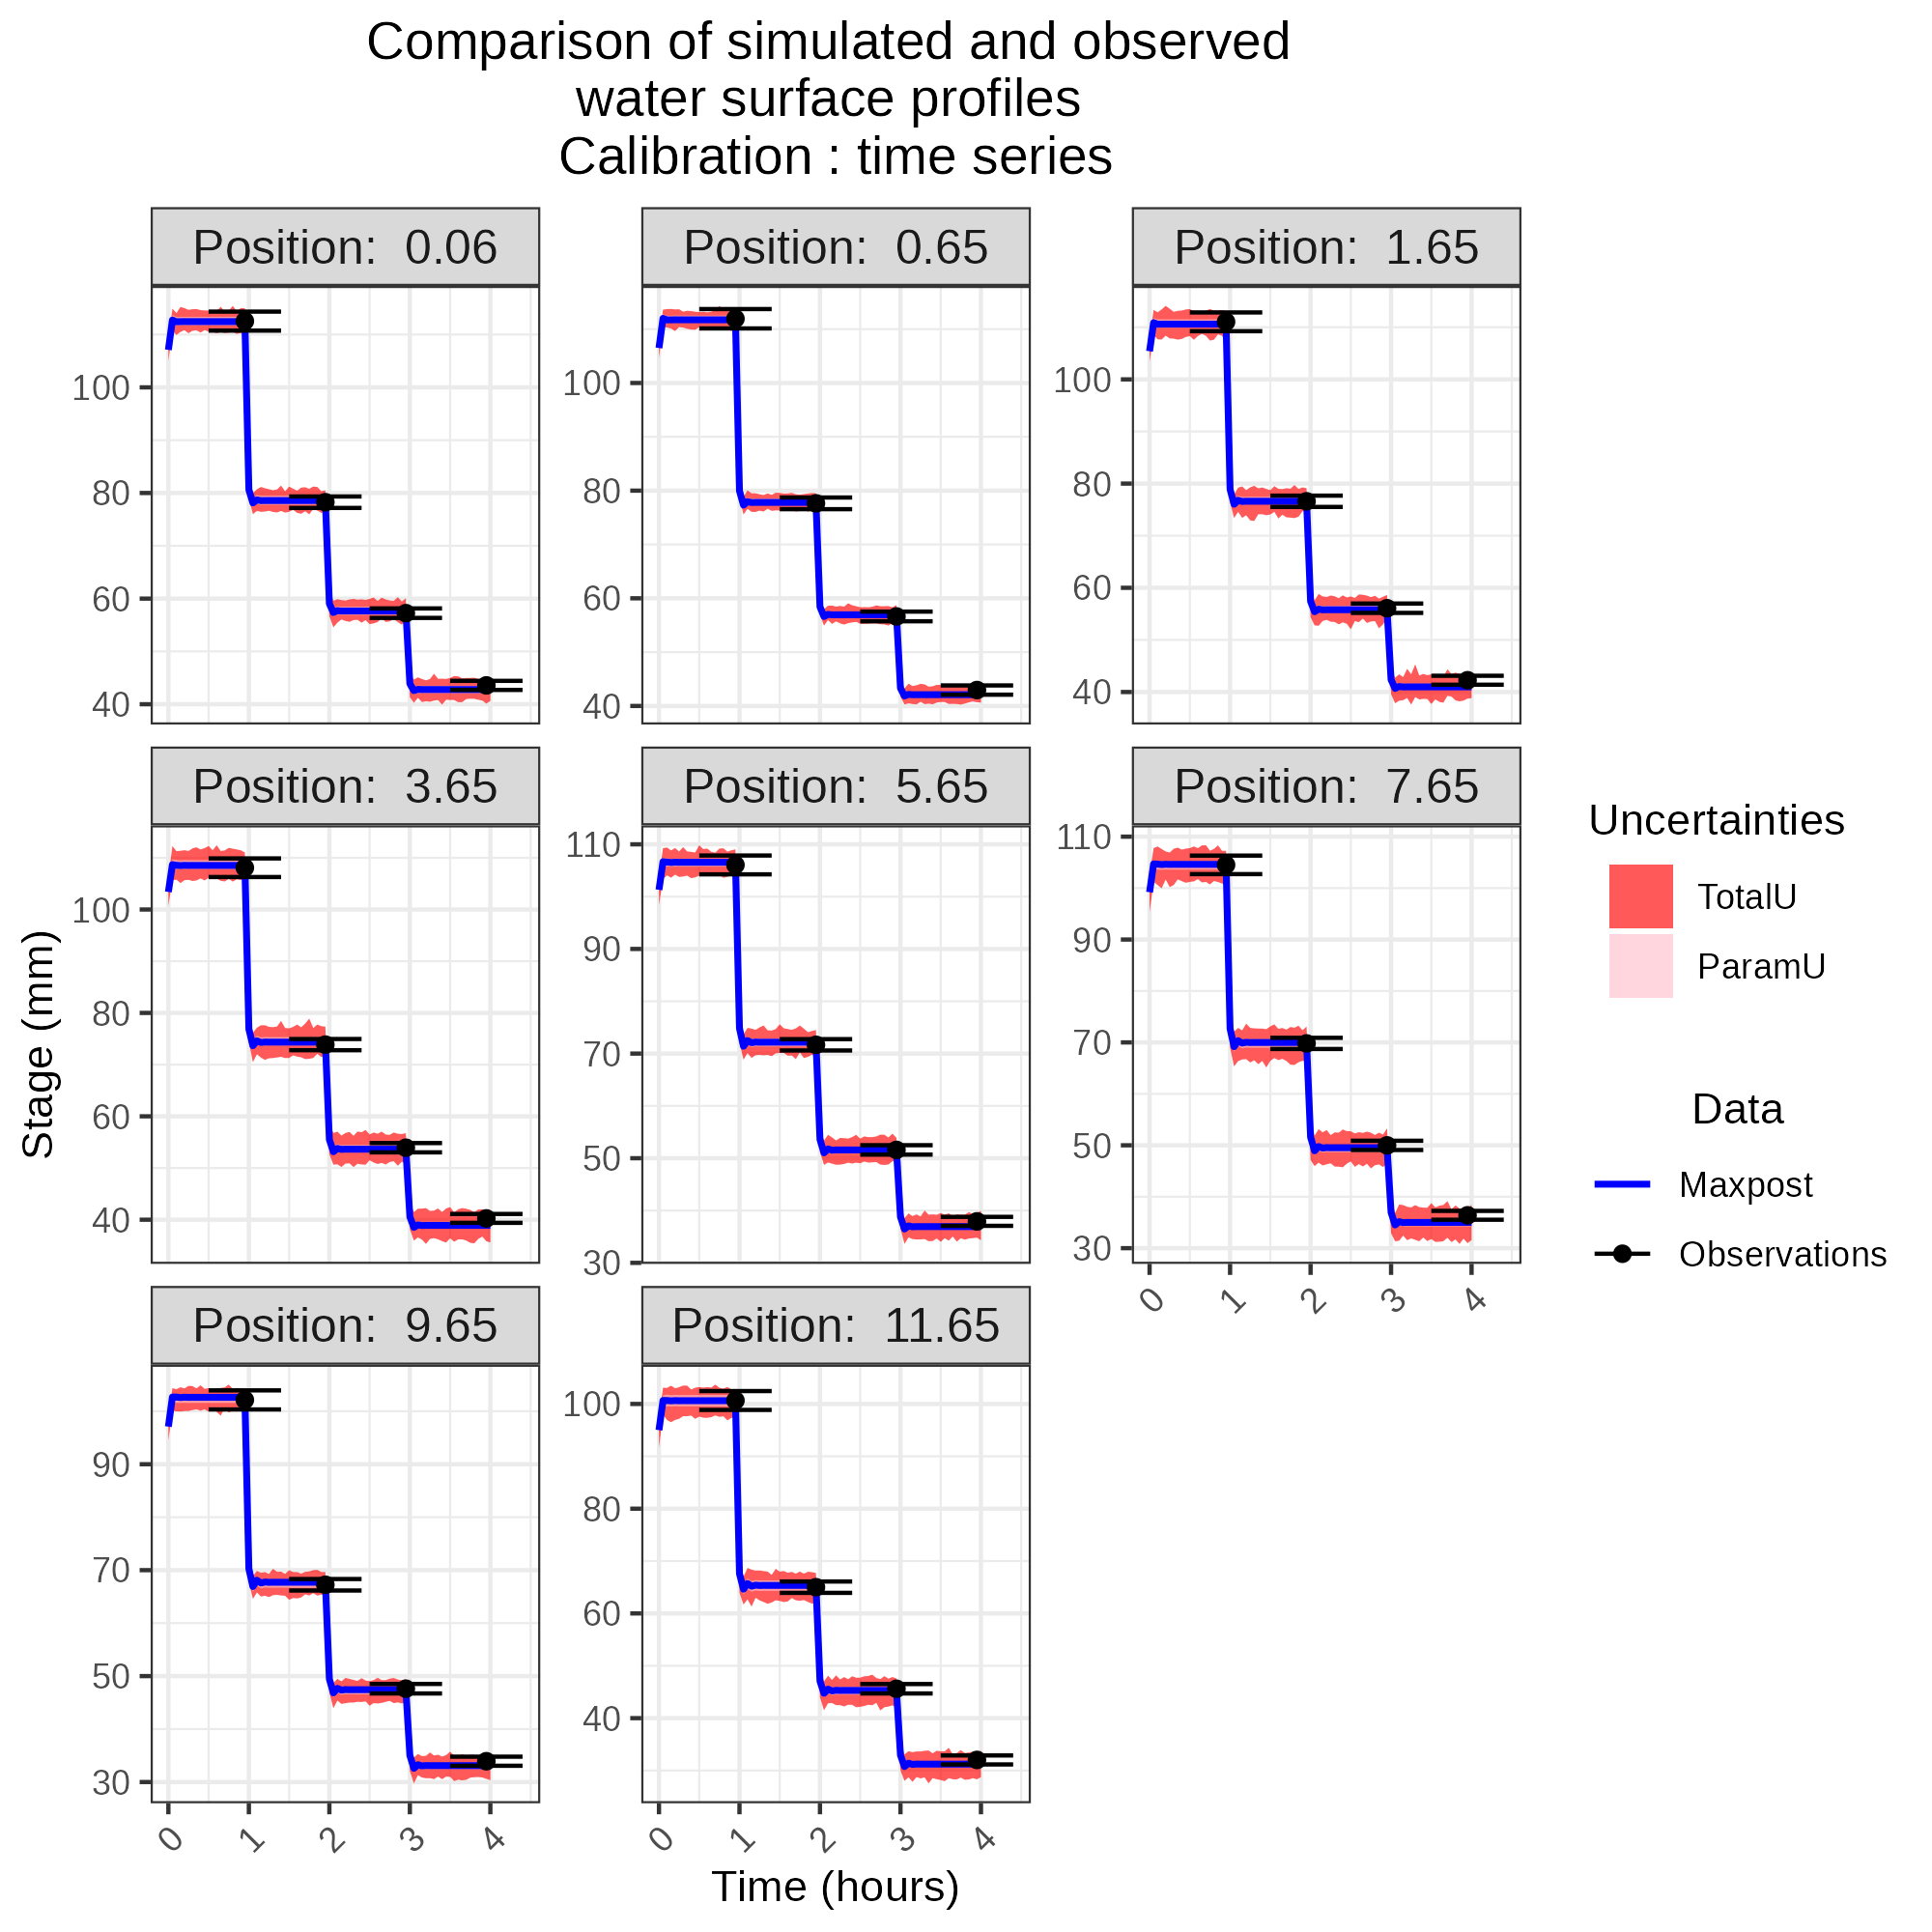 Comparison of simulated and observed
water surface profiles
Calibration : time series
Position: 0.06
Position: 0.65
Position: 1.65
100
80
60
40
100
80
60
40
100
80
60
40
Position: 3.65
Position: 5.65
Position: 7.65
100
80
60
40
110
90
70
50
30
110
90
70
50
30
0 1 2 3 4
Position: 9.65
Position: 11.65
90
70
50
30
100
80
60
40
0 1 2 3 4
0 1 2 3 4
Stage (mm)
Time (hours)
Uncertainties
TotalU
ParamU
Data
Maxpost
Observations